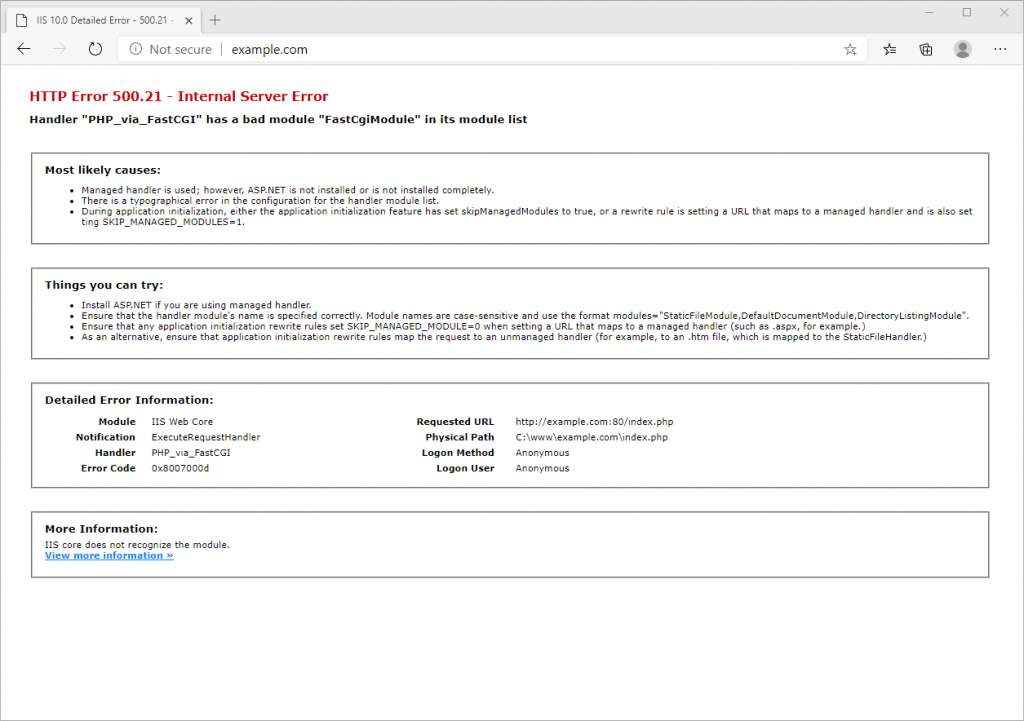 IIS 10.0 Detailed Error - 500.21 -
Not secure | example.com
HTTP Error 500.21 - Internal Server Error
Handler "PHP_via_FastCGI" has a bad module "FastCgiModule" in its module list
Most likely causes:
• Managed handler is used; however, ASP.NET is not installed or is not installed completely.
• There is a typographical error in the configuration for the handler module list.
• During application initialization, either the application initialization feature has set skipManagedModules to true, or a rewrite rule is setting a URL that maps to a managed handler and is also set
ting SKIP_MANAGED_MODULES=1.
Things you can try:
• Install ASP.NET if you are using managed handler.
• Ensure that the handler module's name is specified correctly. Module names are case-sensitive and use the format modules="StaticFileModule,DefaultDocumentModule,DirectoryListingModule".
• Ensure that any application initialization rewrite rules set SKIP_MANAGED_MODULE=0 when setting a URL that maps to a managed handler (such as .aspx, for example.)
• As an alternative, ensure that application initialization rewrite rules map the request to an unmanaged handler (for example, to an .htm file, which is mapped to the StaticFileHandler.)
Detailed Error Information:
Module IIS Web Core
Notification ExecuteRequestHandler
Handler PHP_via_FastCGI
Error Code 0x8007000d
Requested URL http://example.com:80/index.php
Physical Path C:\www\example.com\index.php
Logon Method Anonymous
Logon User Anonymous
More Information:
IIS core does not recognize the module.
View more information »